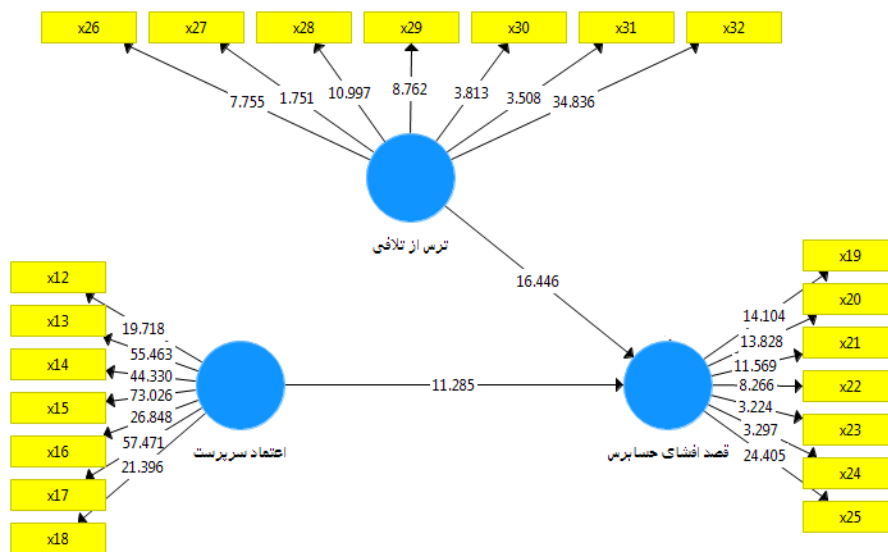 x26 x27 x28 x29 x30 x31 x32
7.755 1.751 10.997 8.762 3.813 3.508 34.836
ترس از تلافی
16.446
x12
x13
x14
x15
x16
x17
x18
19.718
55.463
44.330
73.026
26.848
57.471
21.396
اعتماد سرپرست
11.285
قصد افشای حسابرس
14.104
13.828
11.569
8.266
3.224
3.297
24.405
x19
x20
x21
x22
x23
x24
x25